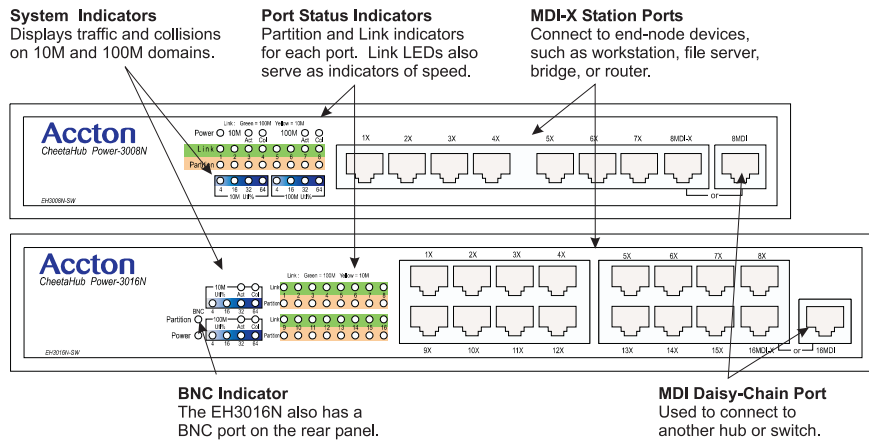 System Indicators
Displays traffic and collisions
on 10M and 100M domains.
Port Status Indicators
Partition and Link indicators
for each port. Link LEDs also
serve as indicators of speed.
MDI-X Station Ports
Connect to end-node devices,
such as workstation, file server,
bridge, or router.
Accton
CheetaHub Power-3008N
EH3008N-SW
Link : Green = 100M Yellow = 10M
Power 10M Act Col 100M Act Col
Link
1 2 3 4 5 6 7 8
Partition
4 16 32 64 4 16 32 64
10M Util% 100M Util%
1X 2X 3X 4X 5X 6X 7X 8MDI-X 8MDI
or
Accton
CheetaHub Power-3016N
EH3016N-SW
10M
Util% Act Col
4 16 32 64
BNC
Partition
100M
Util% Act Col
Power
4 16 32 64
Link : Green = 100M Yellow = 10M
Link
1 2 3 4 5 6 7 8
Partition
Link
9 10 11 12 13 14 15 16
Partition
1X 2X 3X 4X 5X 6X 7X 8X
9X 10X 11X 12X 13X 14X 15X 16MDI-X 16MDI
or
BNC Indicator
The EH3016N also has a
BNC port on the rear panel.
MDI Daisy-Chain Port
Used to connect to
another hub or switch.